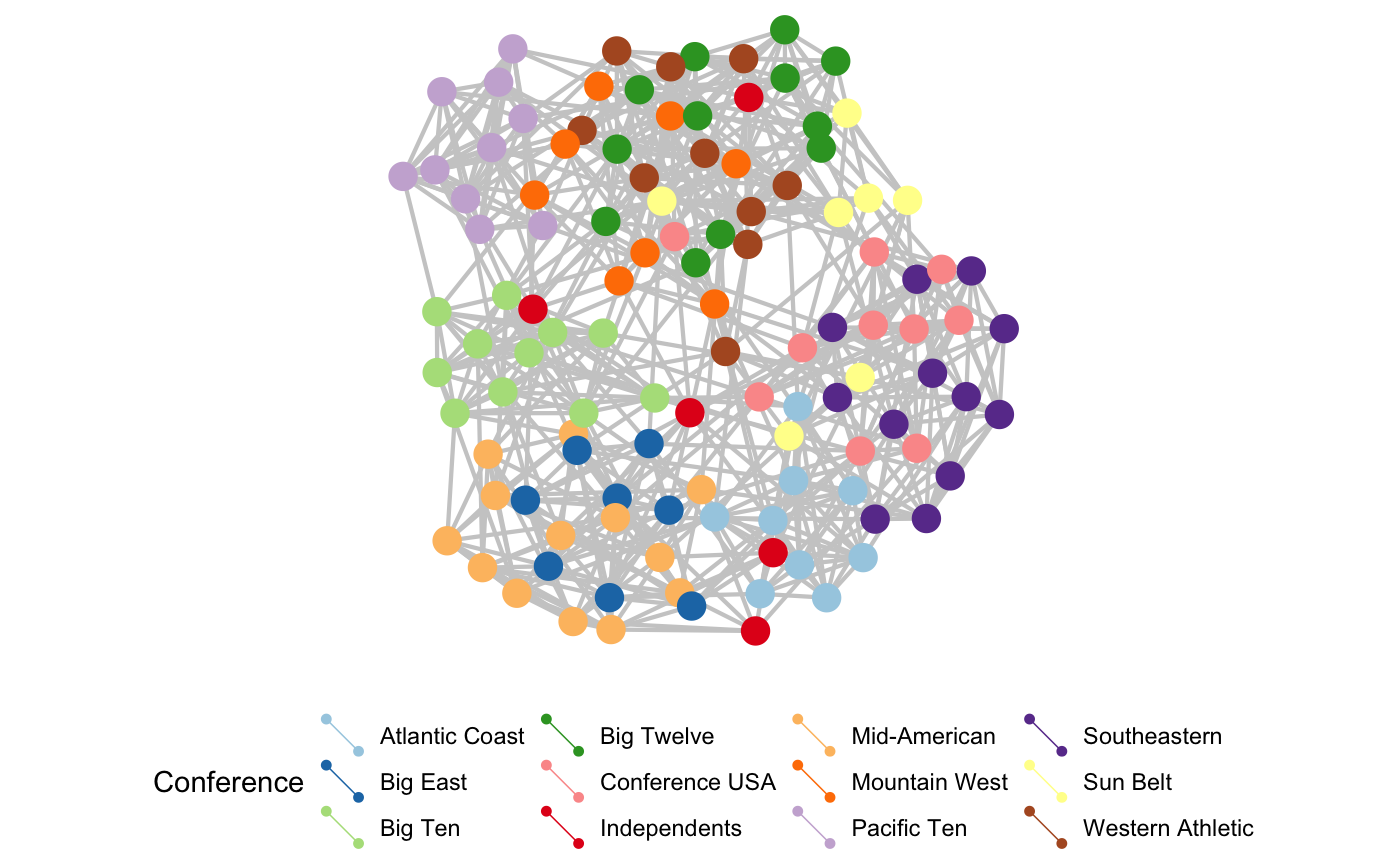 Atlantic Coast Big Twelve Mid-American Southeastern
Conference Big East Conference USA Mountain West Sun Belt
Big Ten Independents Pacific Ten Western Athletic